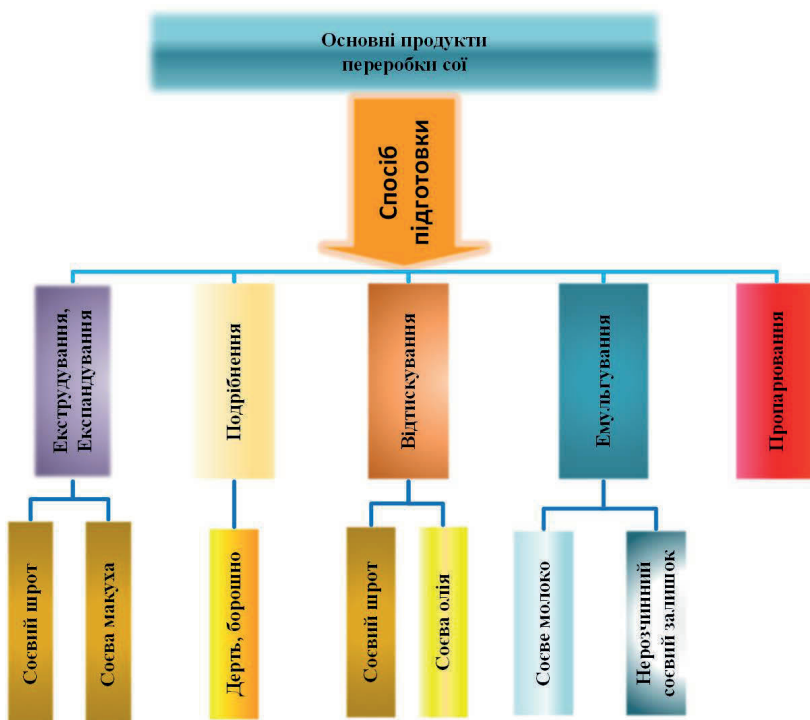 Основні продукти
переробки сої
Спосіб
підготовки
Екструдування,
Експандування
Подрібнення
Відтискування
Емульгування
Пропарювання
Соєвий шрот
Соєва макуха
Дерть, борошно
Соєвий шрот
Соєва олія
Соєве молоко
Нерозчинний
соєвий залишок